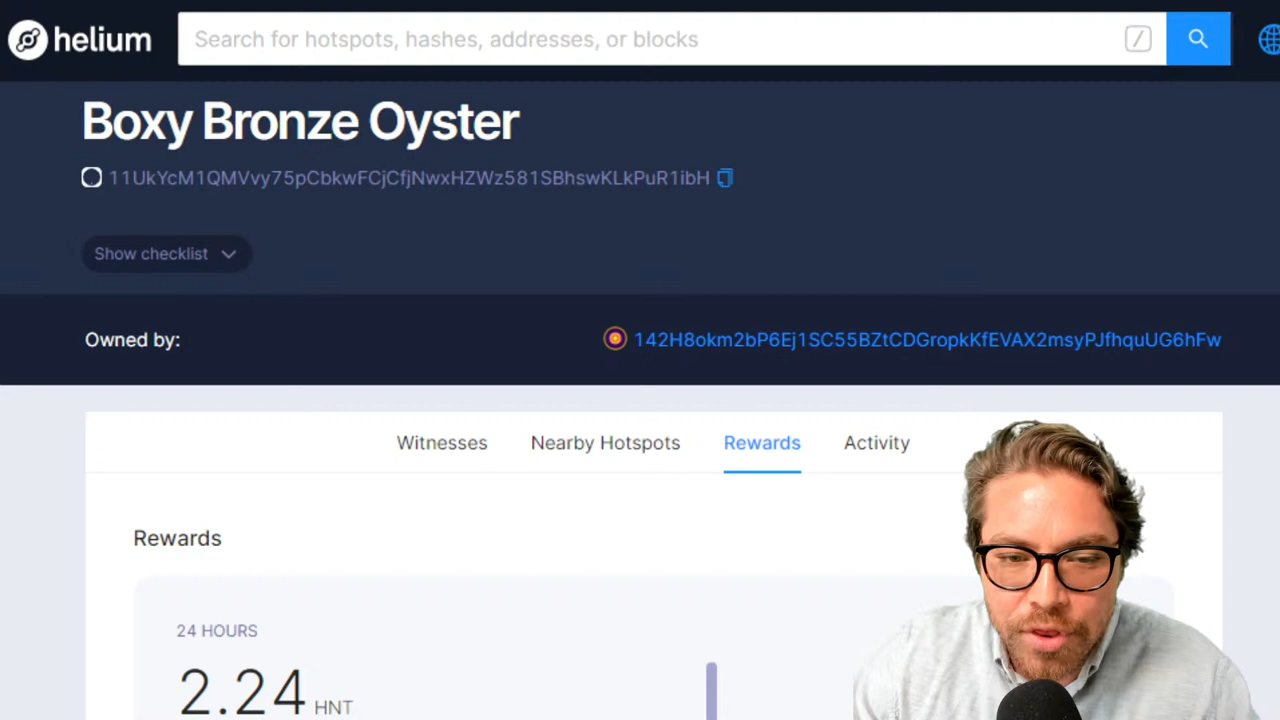 helium
Search for hotspots, hashes, addresses, or blocks
/
Boxy Bronze Oyster
11UkYcM1QMVvy75pCbkwFCjCfjNwxHZWz581SBhswKLkPuR1ibH
Show checklist
Owned by:
142H8okm2bP6Ej1SC55BZtCDGropkKfEVAX2msyPJfhquUG6hFw
Witnesses Nearby Hotspots Rewards Activity
Rewards
24 HOURS
2.24 HNT